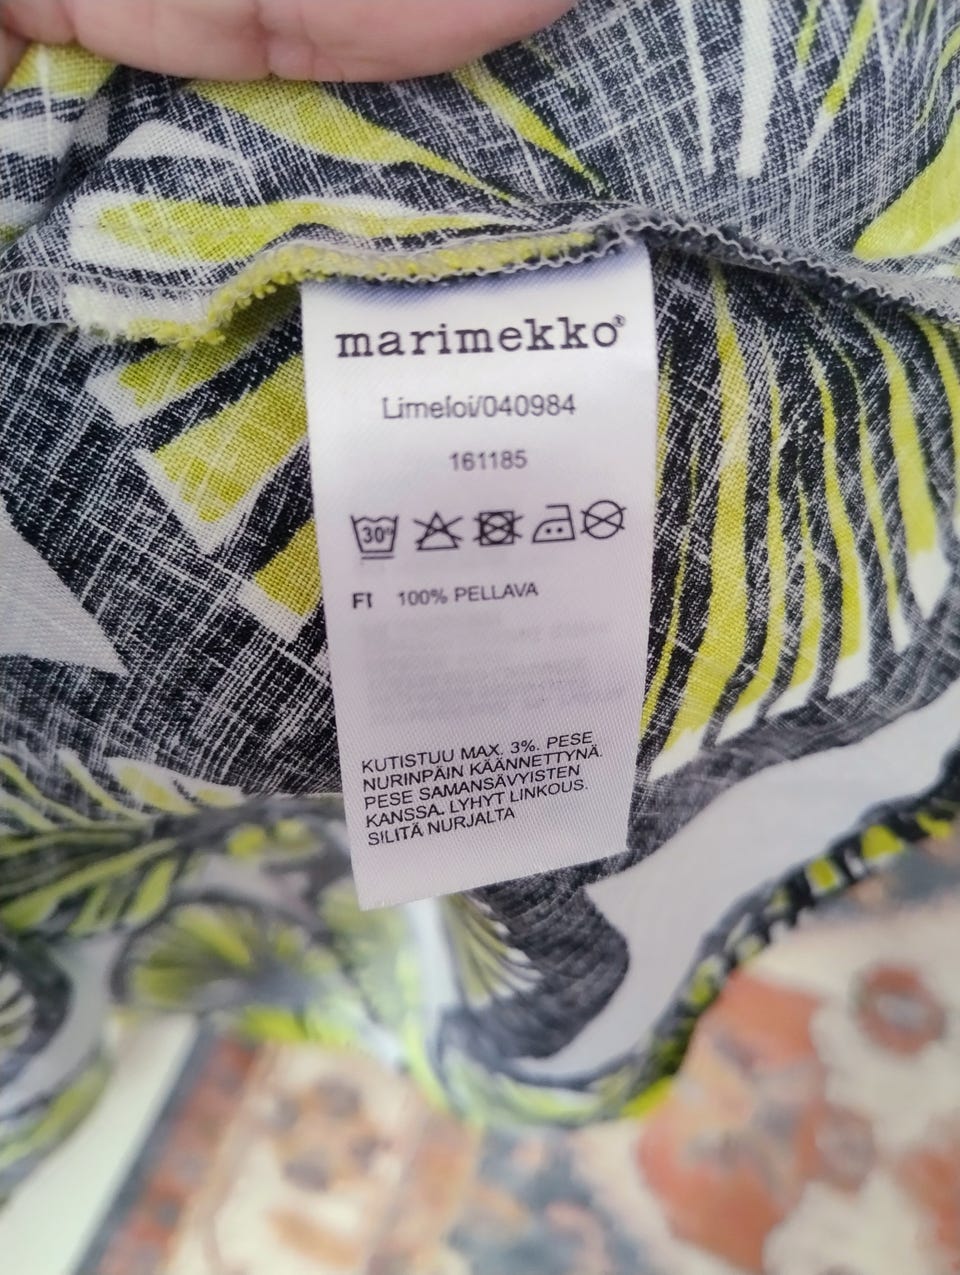 marimekko®
Limeloi/040984
161185
30°
FI 100% PELLAVA
KUTISTUU MAX. 3%. PESE
NURINPÄIN KÄÄNNETTYNÄ.
PESE SAMANSÄVYISTEN
KANSSA. LYHYT LINKOUS.
SILITÄ NURJALTA